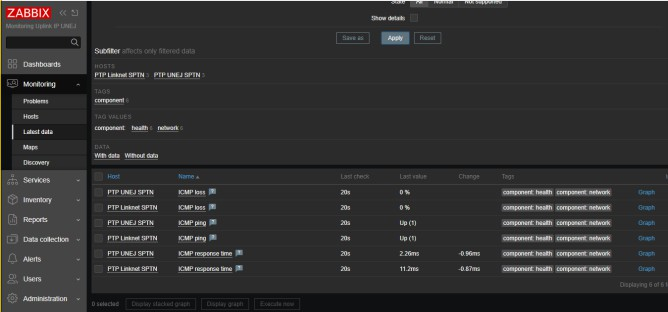 ZABBIX
Monitoring Uplink IP UNEJ
Dashboards
Monitoring
Problems
Hosts
Latest data
Maps
Discovery
Services
Inventory
Reports
Data collection
Alerts
Users
Administration
State All Normal Not supported
Show details
Save as Apply Reset
Subfilter affects only filtered data
HOSTS
PTP Linknet SPTN 3 PTP UNEJ SPTN 3
TAGS
component 6
TAG VALUES
component: health 6 network 6
DATA
With data Without data
Host Name Last check Last value Change Tags
PTP UNEJ SPTN ICMP loss 20s 0 % component: health component: network Graph
PTP Linknet SPTN ICMP loss 20s 0 % component: health component: network Graph
PTP UNEJ SPTN ICMP ping 20s Up (1) component: health component: network Graph
PTP Linknet SPTN ICMP ping 20s Up (1) component: health component: network Graph
PTP UNEJ SPTN ICMP response time 20s 2.26ms -0.96ms component: health component: network Graph
PTP Linknet SPTN ICMP response time 20s 11.2ms -0.87ms component: health component: network Graph
Displaying 6 of 6
0 selected Display stacked graph Display graph Execute now